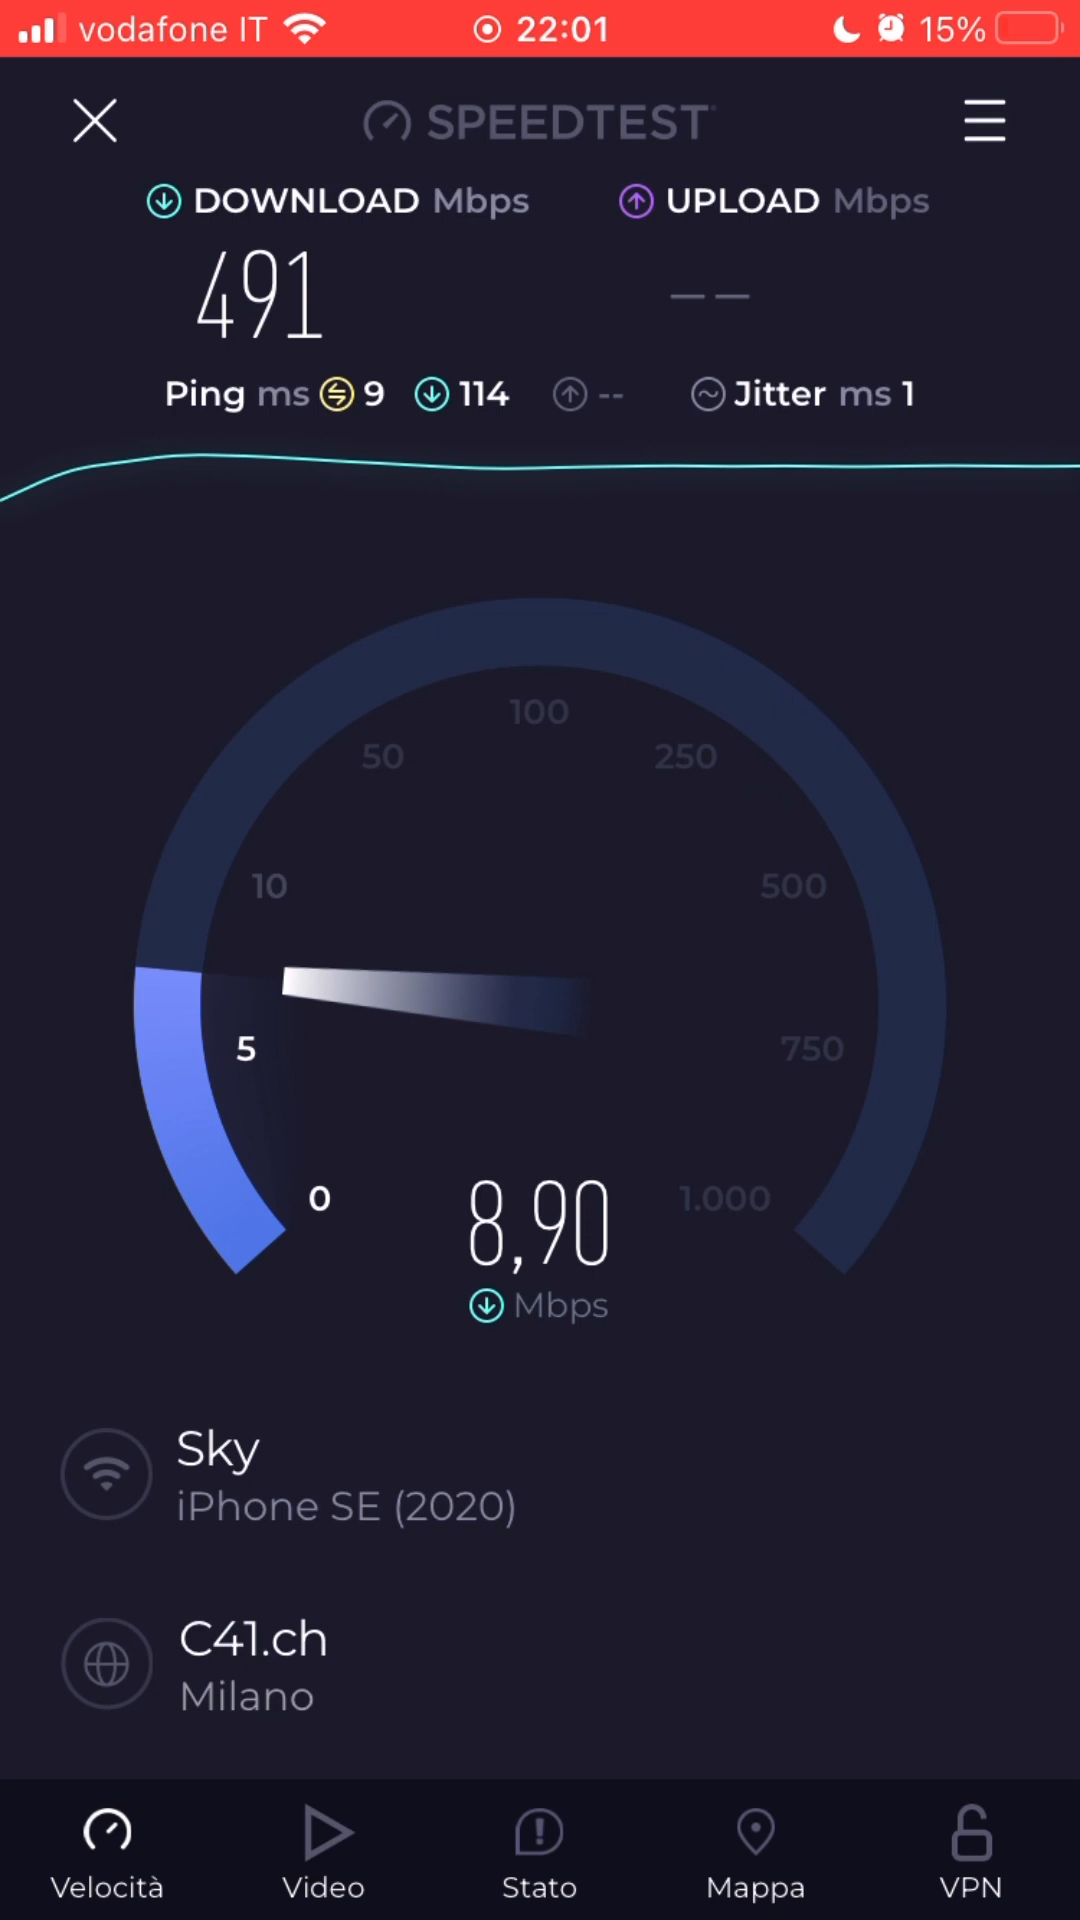 vodafone IT 22:01 15%
SPEEDTEST
DOWNLOAD Mbps UPLOAD Mbps
491 — —
Ping ms 9 114 -- Jitter ms 1
100
50 250
10 500
5 750
0 1.000
8,90
Mbps
Sky
iPhone SE (2020)
C41.ch
Milano
Velocità Video Stato Mappa VPN